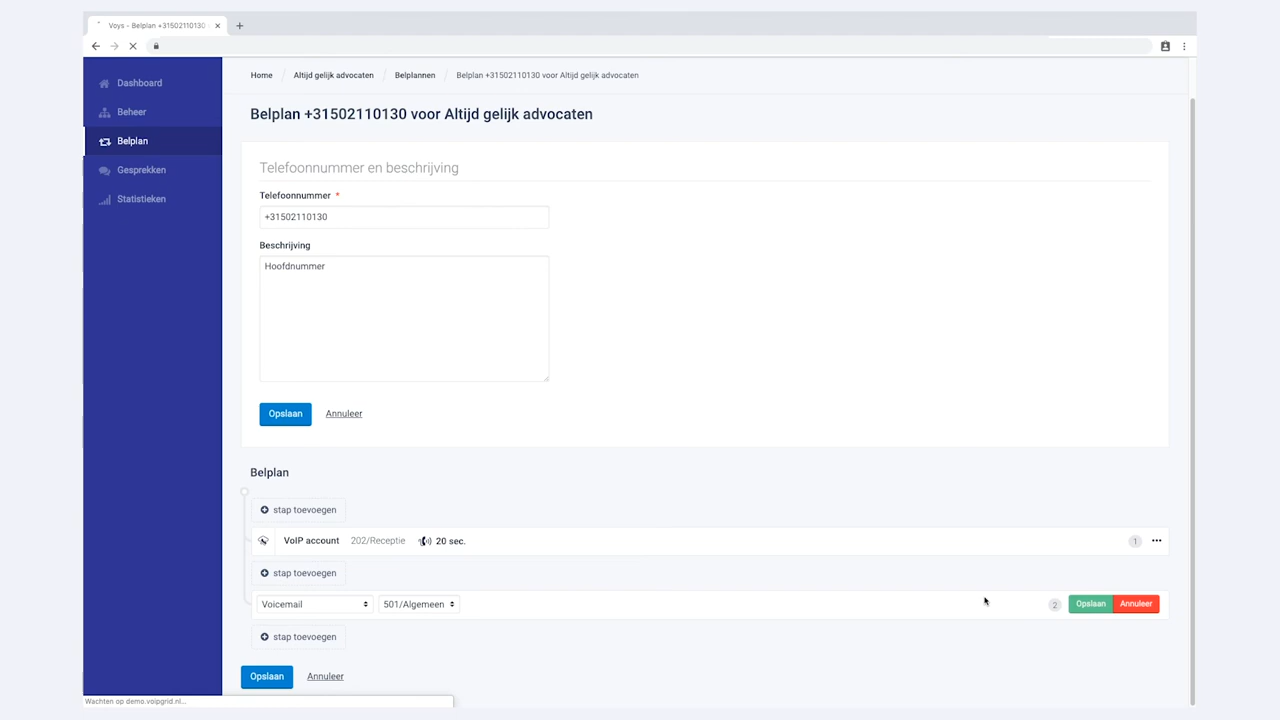 Voys - Belplan +31502110130
Home Altijd gelijk advocaten Belplannen Belplan +31502110130 voor Altijd gelijk advocaten
Dashboard
Beheer
Belplan
Gesprekken
Statistieken
Belplan +31502110130 voor Altijd gelijk advocaten
Telefoonnummer en beschrijving
Telefoonnummer *
+31502110130
Beschrijving
Hoofdnummer
Opslaan Annuleer
Belplan
stap toevoegen
VoIP account 202/Receptie 20 sec. 1
stap toevoegen
Voicemail 501/Algemeen 2 Opslaan Annuleer
stap toevoegen
Opslaan Annuleer
Wachten op demo.voipgrid.nl...